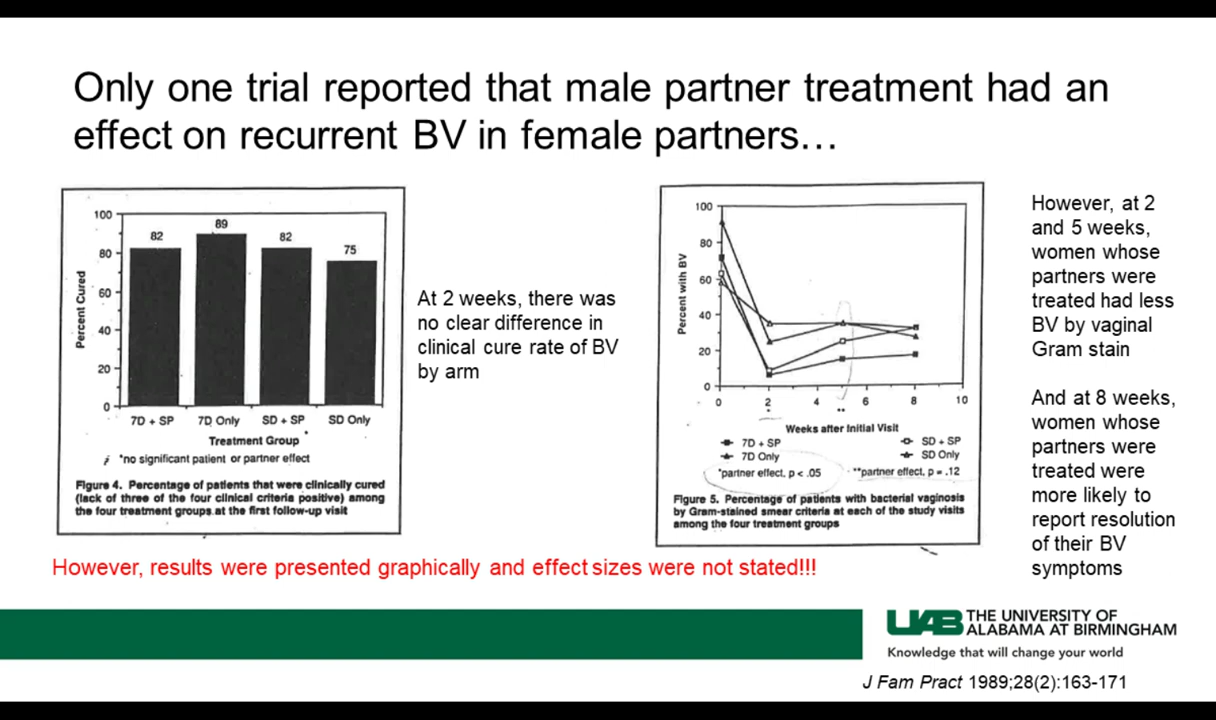 Only one trial reported that male partner treatment had an
effect on recurrent BV in female partners…
100
80
60
40
20
0
Percent Cured
82
89
82
75
7D + SP
7D Only
SD + SP
SD Only
Treatment Group
*no significant patient or partner effect
Figure 4. Percentage of patients that were clinically cured
(lack of three of the four clinical criteria positive) among
the four treatment groups at the first follow-up visit
At 2 weeks, there was
no clear difference in
clinical cure rate of BV
by arm
100
80
60
40
20
0
Percent with BV
0
2
4
6
8
10
*
**
Weeks after Initial Visit
7D + SP
SD + SP
7D Only
SD Only
*partner effect, p < .05
**partner effect, p = .12
Figure 5. Percentage of patients with bacterial vaginosis
by Gram-stained smear criteria at each of the study visits
among the four treatment groups
However, at 2
and 5 weeks,
women whose
partners were
treated had less
BV by vaginal
Gram stain
And at 8 weeks,
women whose
partners were
treated were
more likely to
report resolution
of their BV
symptoms
However, results were presented graphically and effect sizes were not stated!!!
UAB
THE UNIVERSITY OF
ALABAMA AT BIRMINGHAM
Knowledge that will change your world
J Fam Pract 1989;28(2):163-171